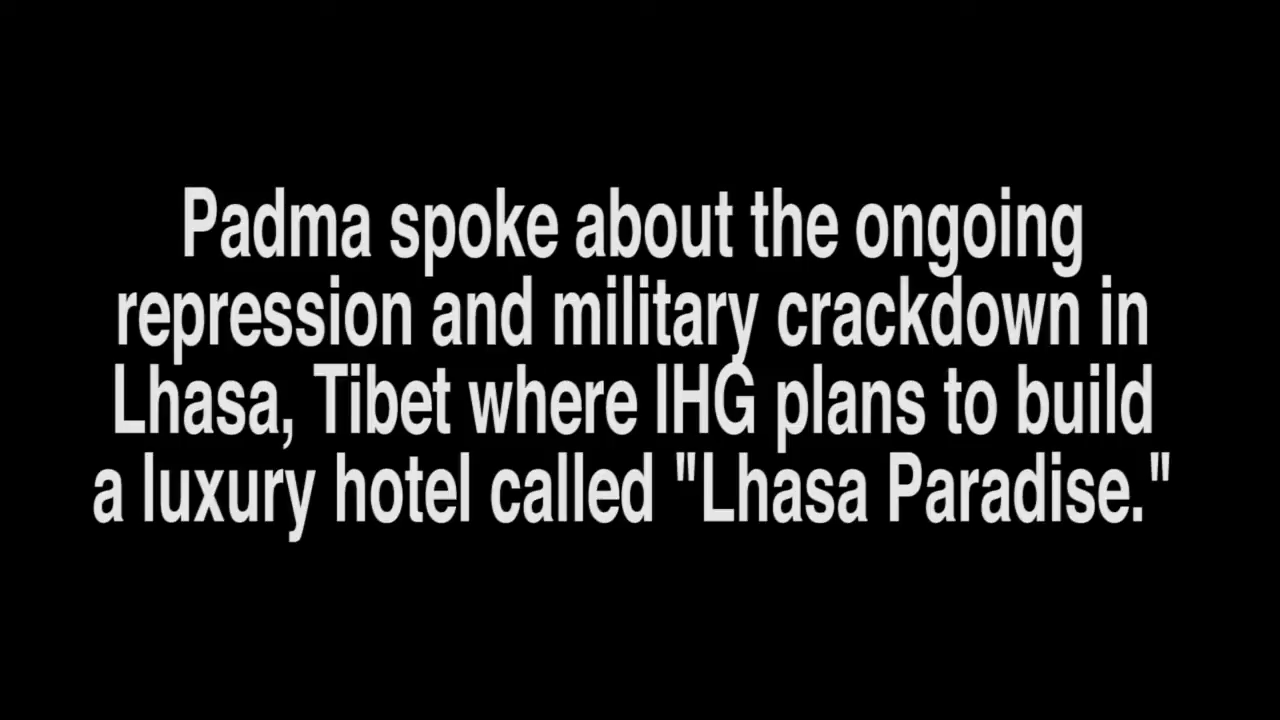 Padma spoke about the ongoing
repression and military crackdown in
Lhasa, Tibet where IHG plans to build
a luxury hotel called "Lhasa Paradise."